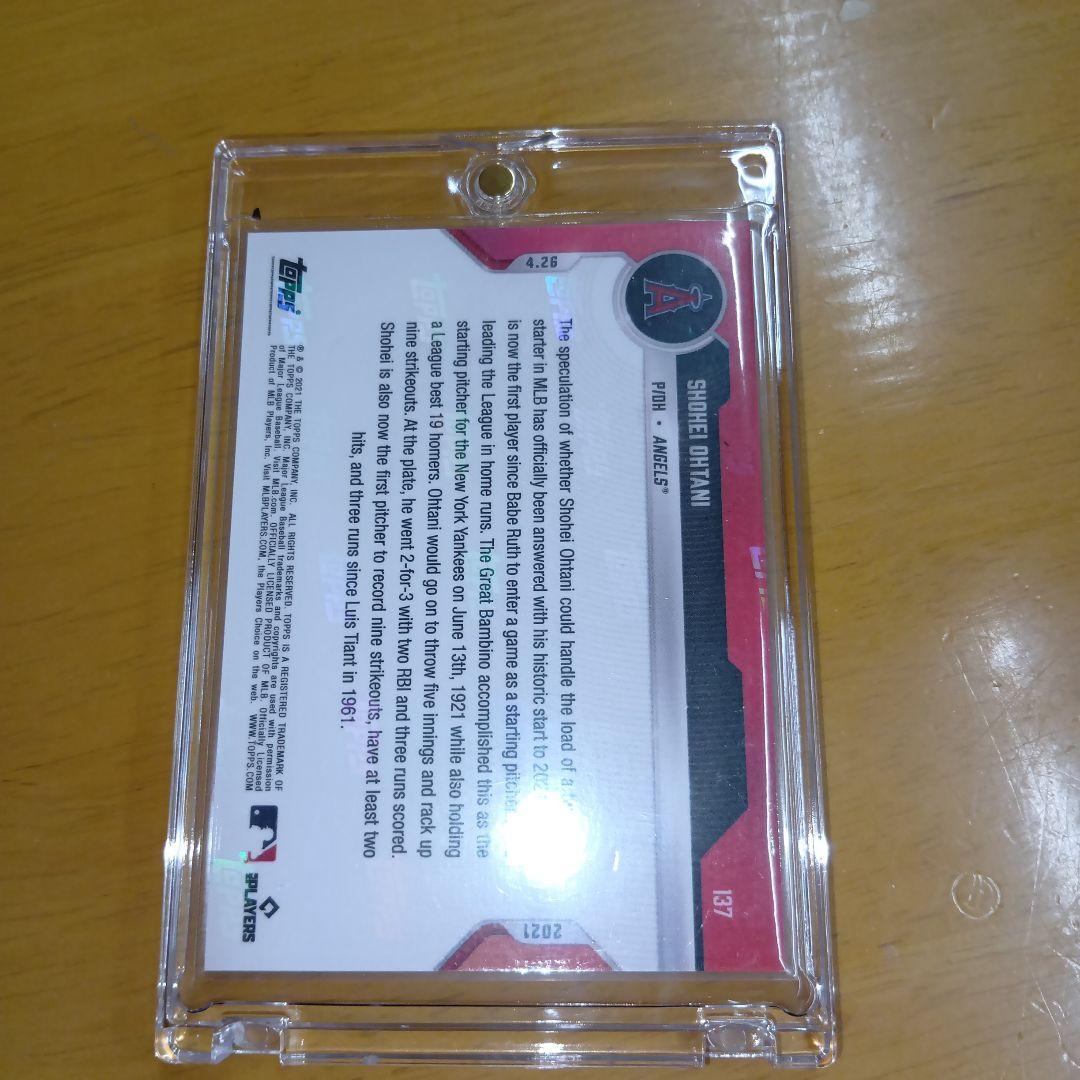 137
SHOHEI OHTANI
P/DH • ANGELS®
A
4.26
2021
The speculation of whether Shohei Ohtani could handle the load of a
starter in MLB has officially been answered with his historic start to
is now the first player since Babe Ruth to enter a game as a starting pitcher
leading the League in home runs. The Great Bambino accomplished this as the
starting pitcher for the New York Yankees on June 13th, 1921 while also holding
a League best 19 homers. Ohtani would go on to throw five innings and rack up
nine strikeouts. At the plate, he went 2-for-3 with two RBI and three runs scored.
Shohei is also now the first pitcher to record nine strikeouts, have at least two
hits, and three runs since Luis Tiant in 1961.
topps®
® & © 2021 THE TOPPS COMPANY, INC. ALL RIGHTS RESERVED. TOPPS IS A REGISTERED TRADEMARK OF
THE TOPPS COMPANY, INC. Major League Baseball trademarks and copyrights are used with permission
of Major League Baseball. Visit MLB.com. OFFICIALLY LICENSED PRODUCT OF MLB. Officially Licensed
Product of MLB Players, Inc. Visit MLBPLAYERS.COM, the Players Choice on the web. WWW.TOPPS.COM
PLAYERS